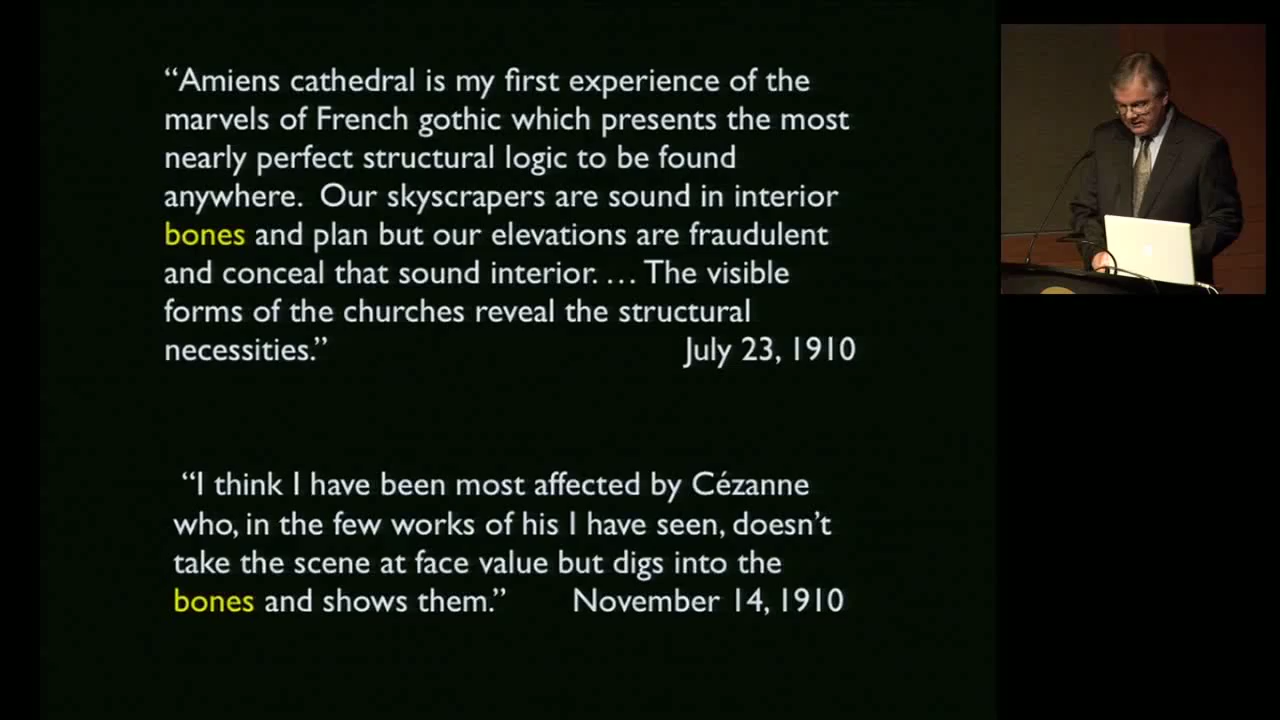 “Amiens cathedral is my first experience of the
marvels of French gothic which presents the most
nearly perfect structural logic to be found
anywhere. Our skyscrapers are sound in interior
bones and plan but our elevations are fraudulent
and conceal that sound interior. … The visible
forms of the churches reveal the structural
necessities.” July 23, 1910
“I think I have been most affected by Cézanne
who, in the few works of his I have seen, doesn’t
take the scene at face value but digs into the
bones and shows them.” November 14, 1910